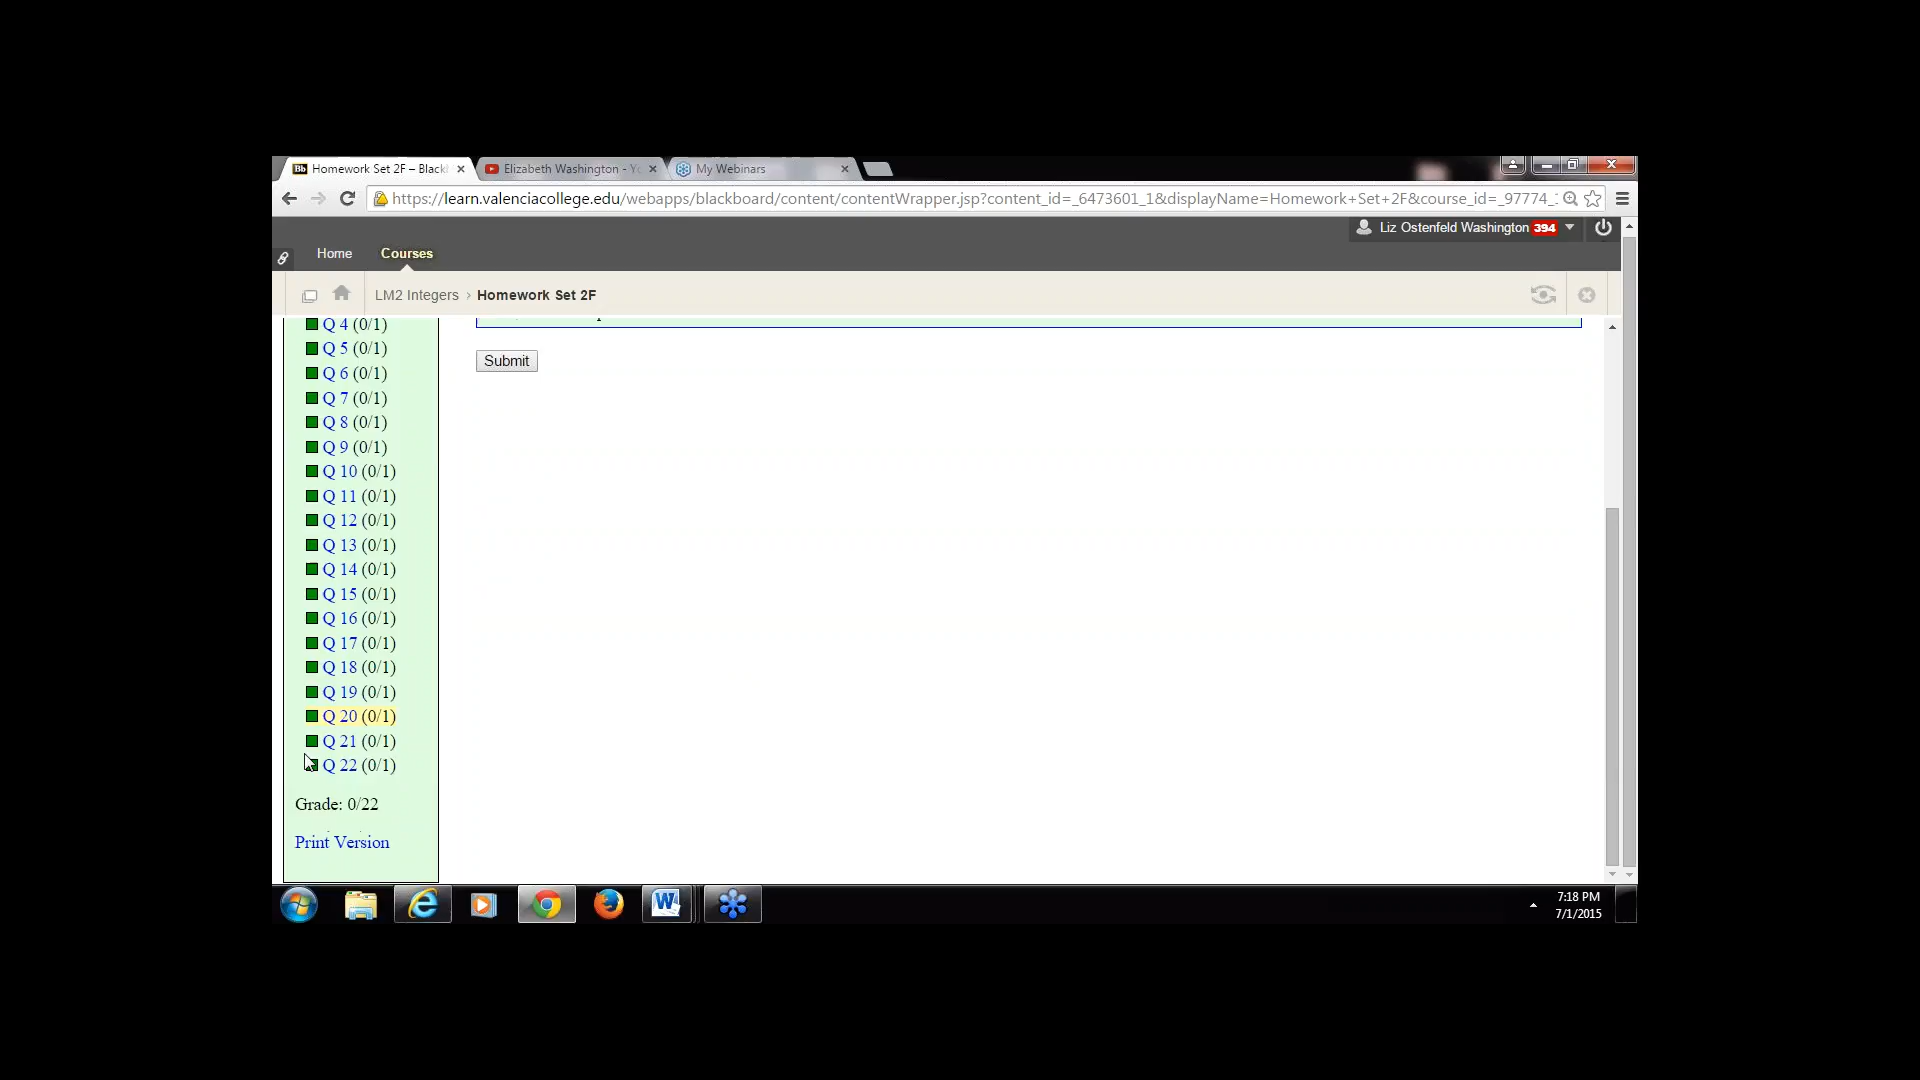 Homework Set 2F – Black
Elizabeth Washington - Yo
My Webinars
https://learn.valenciacollege.edu/webapps/blackboard/content/contentWrapper.jsp?content_id=_6473601_1&displayName=Homework+Set+2F&course_id=_97774_
Liz Ostenfeld Washington 394
Home
Courses
LM2 Integers › Homework Set 2F
Q 4 (0/1)
Submit
Q 5 (0/1)
Q 6 (0/1)
Q 7 (0/1)
Q 8 (0/1)
Q 9 (0/1)
Q 10 (0/1)
Q 11 (0/1)
Q 12 (0/1)
Q 13 (0/1)
Q 14 (0/1)
Q 15 (0/1)
Q 16 (0/1)
Q 17 (0/1)
Q 18 (0/1)
Q 19 (0/1)
Q 20 (0/1)
Q 21 (0/1)
Q 22 (0/1)
Grade: 0/22
Print Version
7:18 PM
7/1/2015